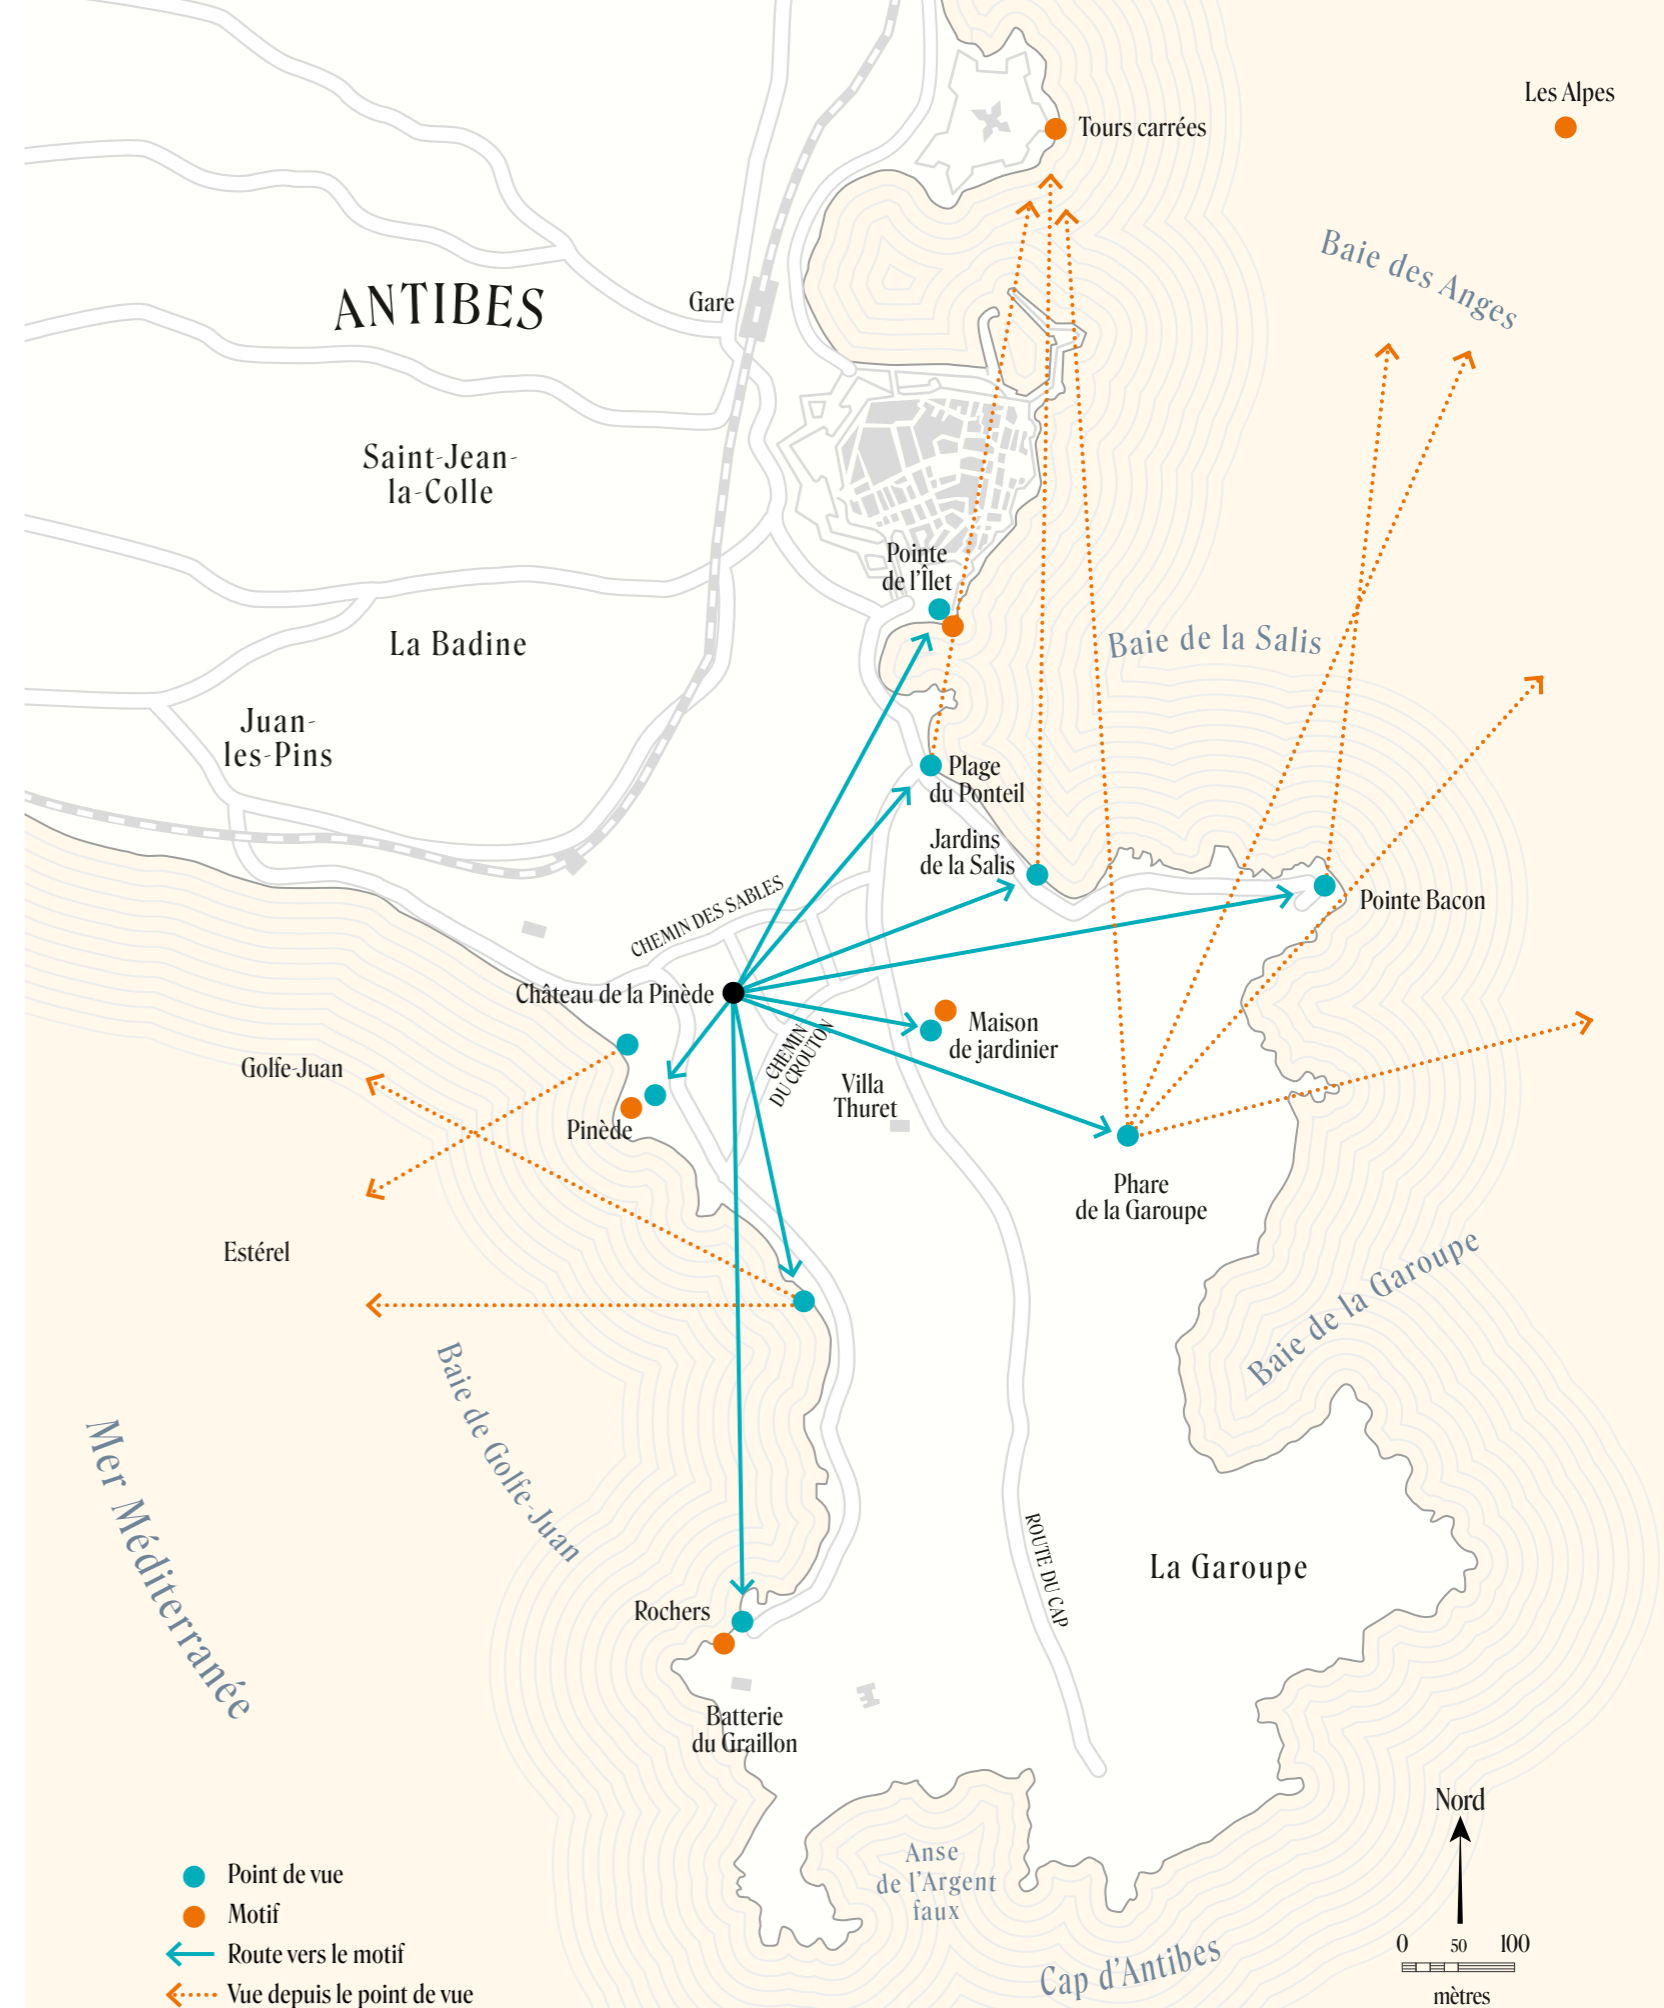 Les Alpes
Tours carrées
Baie des Anges
ANTIBES
Gare
Saint-Jean-
la-Colle
Pointe
de l'Îlet
La Badine
Baie de la Salis
Juan-
les-Pins
Plage
du Ponteil
Jardins
de la Salis
CHEMIN DES SABLES
Pointe Bacon
Château de la Pinède
Maison
de jardinier
CHEMIN
DU CROUTON
Golfe-Juan
Villa
Thuret
Pinède
Phare
de la Garoupe
Estérel
Baie de la Garoupe
Baie de Golfe-Juan
Mer Méditerranée
ROUTE DU CAP
La Garoupe
Rochers
Batterie
du Graillon
Nord
Anse
de l'Argent
faux
Cap d'Antibes
0 50 100
mètres
Point de vue
Motif
Route vers le motif
Vue depuis le point de vue